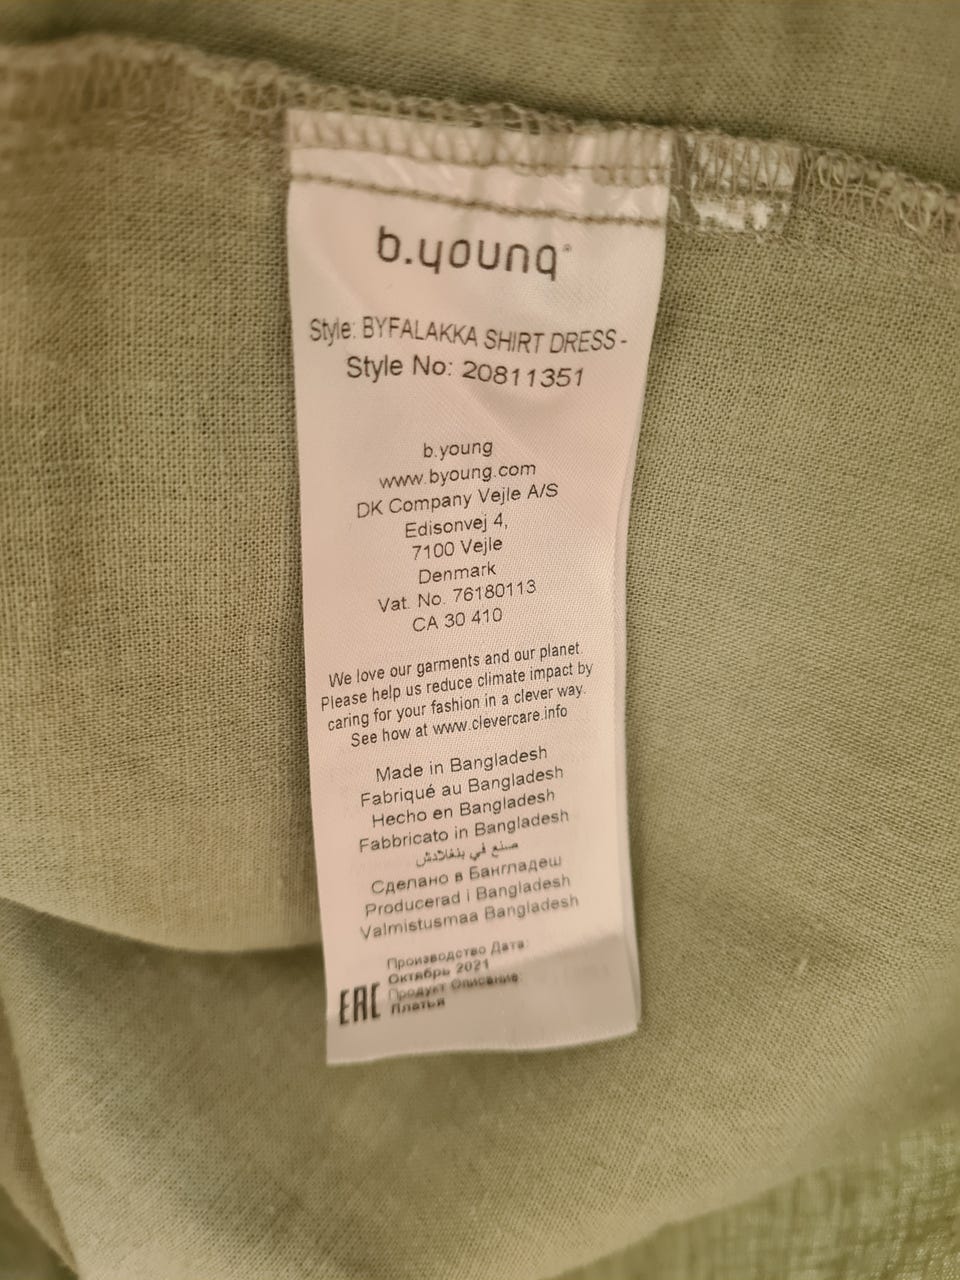 b.young®
Style: BYFALAKKA SHIRT DRESS -
Style No: 20811351
b.young
www.byoung.com
DK Company Vejle A/S
Edisonvej 4,
7100 Vejle
Denmark
Vat. No. 76180113
CA 30 410
We love our garments and our planet.
Please help us reduce climate impact by
caring for your fashion in a clever way.
See how at www.clevercare.info
Made in Bangladesh
Fabriqué au Bangladesh
Hecho en Bangladesh
Fabbricato in Bangladesh
صنع في بنغلادش
Сделано в Бангладеш
Producerad i Bangladesh
Valmistusmaa Bangladesh
Производство Дата:
Октябрь 2021
Продукт Описание:
Платья
EAC